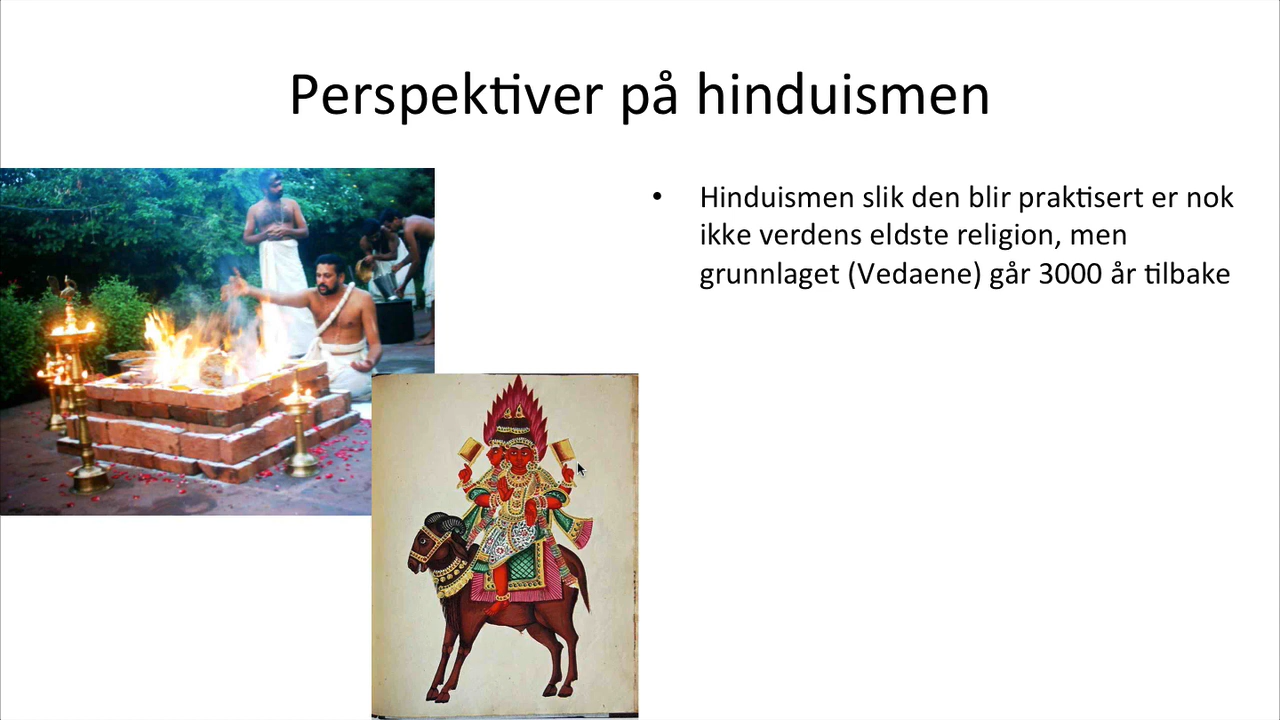 Perspektiver på hinduismen
• Hinduismen slik den blir praktisert er nok
ikke verdens eldste religion, men
grunnlaget (Vedaene) går 3000 år tilbake